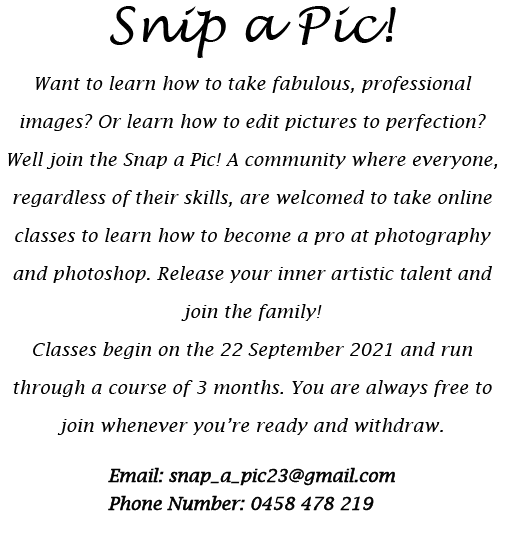 Snip a Pic!
Want to learn how to take fabulous, professional
images? Or learn how to edit pictures to perfection?
Well join the Snap a Pic! A community where everyone,
regardless of their skills, are welcomed to take online
classes to learn how to become a pro at photography
and photoshop. Release your inner artistic talent and
join the family!
Classes begin on the 22 September 2021 and run
through a course of 3 months. You are always free to
join whenever you’re ready and withdraw.
Email: snap_a_pic23@gmail.com
Phone Number: 0458 478 219